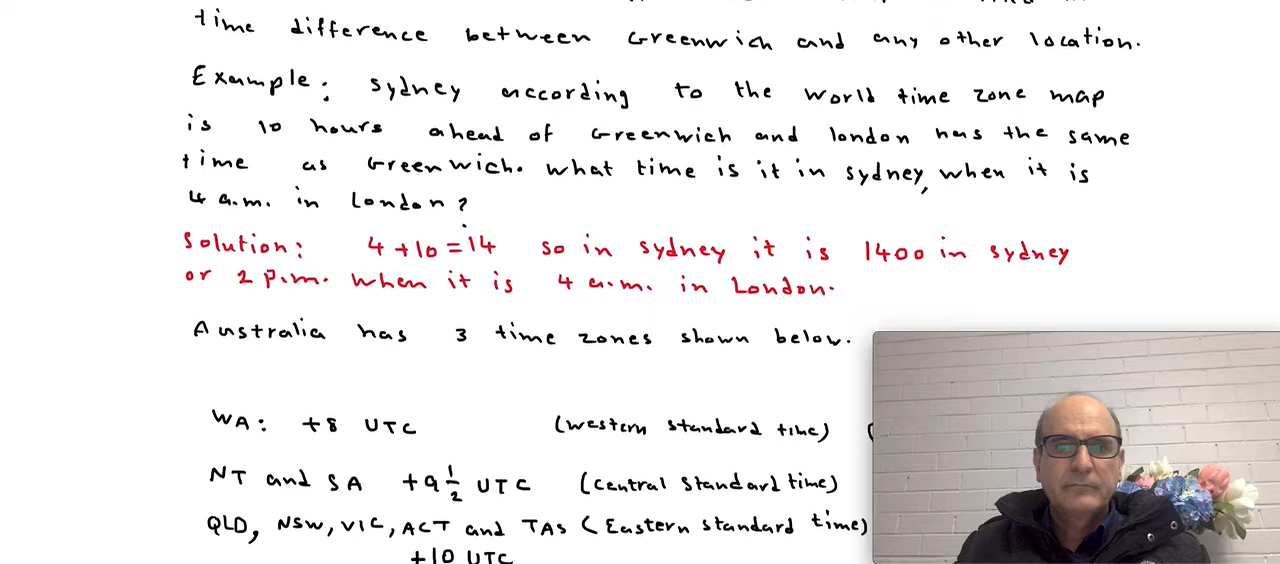 time difference between Greenwich and any other location.
Example: Sydney according to the world time zone map
is 10 hours ahead of Greenwich and london has the same
time as Greenwich. what time is it in sydney, when it is
4 a.m. in London?
Solution: 4 + 10 = 14 so in sydney it is 1400 in sydney
or 2 p.m. when it is 4 a.m. in London.
Australia has 3 time zones shown below.
WA: +8 UTC (western standard time) (
NT and SA +9 1/2 UTC (central standard time)
QLD, NSW, VIC, ACT and TAS (Eastern standard time)
+10 UTC